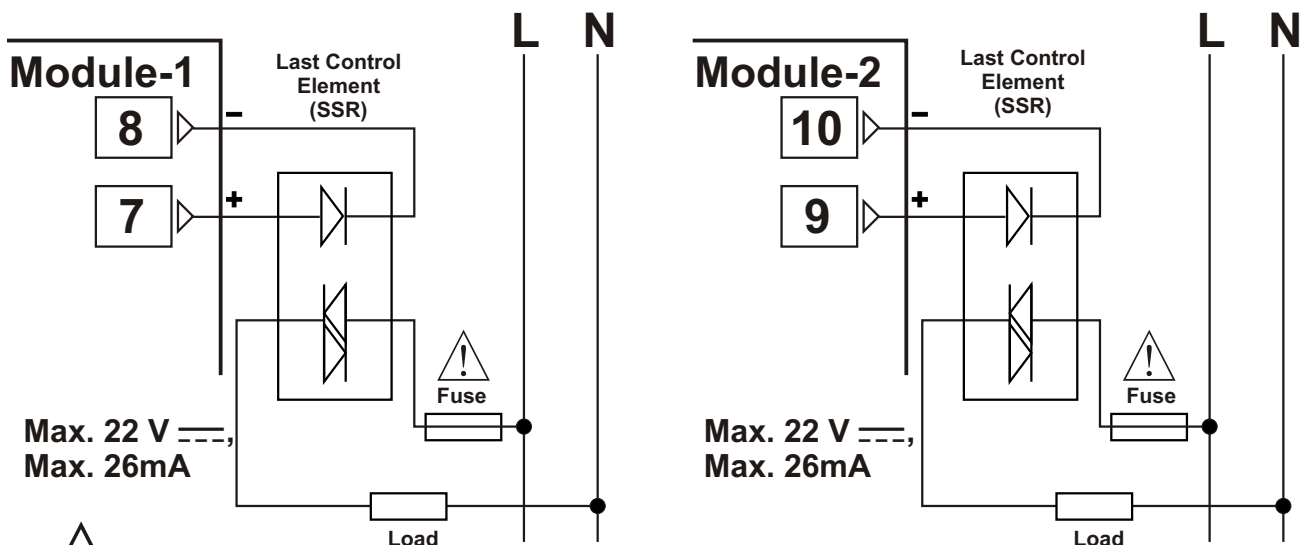 L N
Module-1
Last Control
Element
(SSR)
8
−
7
+
Fuse
Max. 22 V ⎓,
Max. 26mA
Load
L N
Module-2
Last Control
Element
(SSR)
10
−
9
+
Fuse
Max. 22 V ⎓,
Max. 26mA
Load